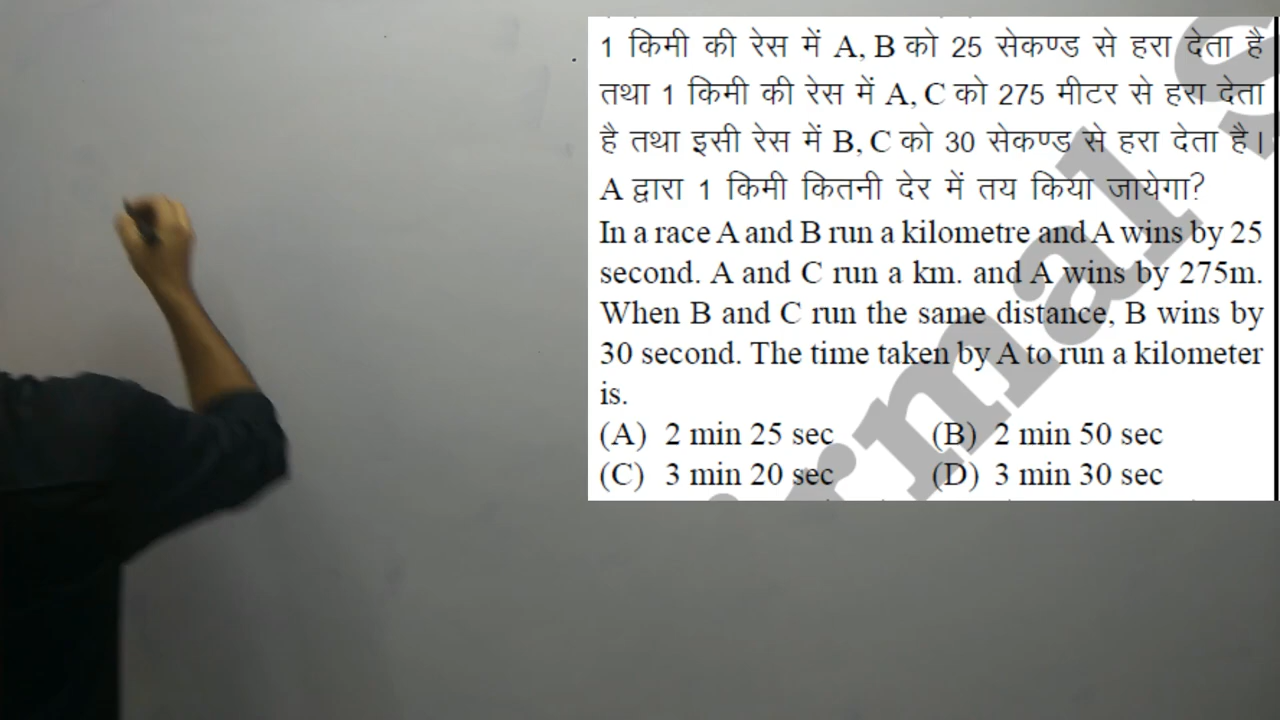 1 किमी की रेस में A, B को 25 सेकण्ड से हरा देता है
तथा 1 किमी की रेस में A, C को 275 मीटर से हरा देता
है तथा इसी रेस में B, C को 30 सेकण्ड से हरा देता है।
A द्वारा 1 किमी कितनी देर में तय किया जायेगा?
In a race A and B run a kilometre and A wins by 25
second. A and C run a km. and A wins by 275m.
When B and C run the same distance, B wins by
30 second. The time taken by A to run a kilometer
is.
(A) 2 min 25 sec (B) 2 min 50 sec
(C) 3 min 20 sec (D) 3 min 30 sec